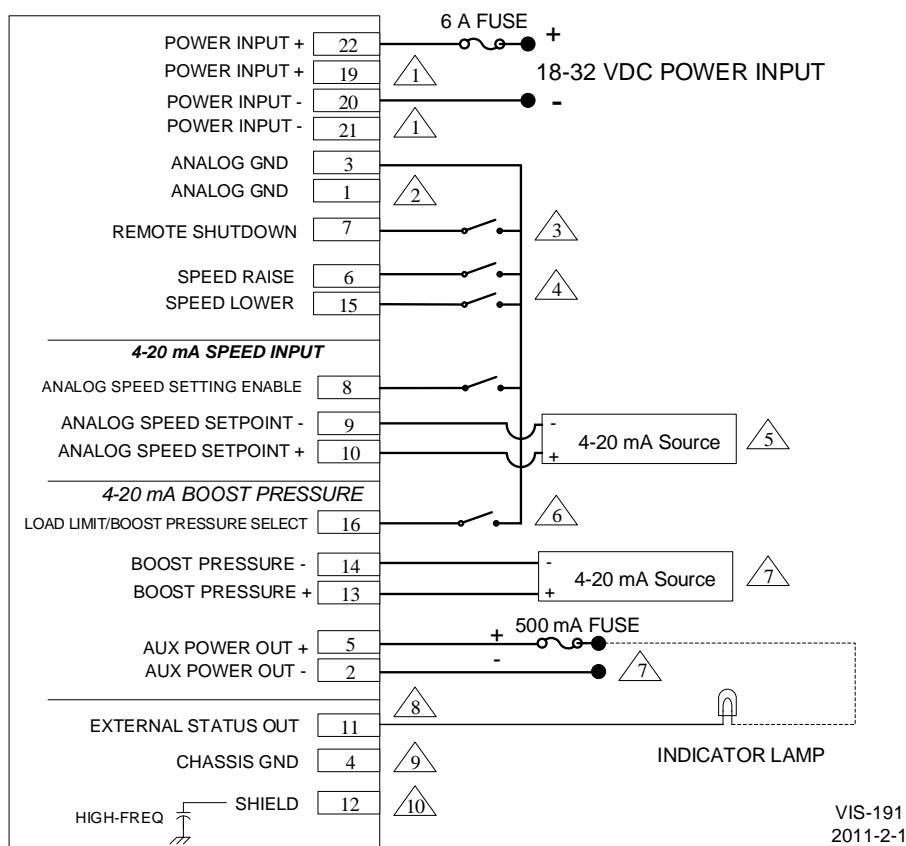 6 A FUSE
POWER INPUT + 22 +
POWER INPUT + 19 1 18-32 VDC POWER INPUT
POWER INPUT - 20 -
POWER INPUT - 21 1
ANALOG GND 3
ANALOG GND 1 2
REMOTE SHUTDOWN 7 3
SPEED RAISE 6 4
SPEED LOWER 15
4-20 mA SPEED INPUT
ANALOG SPEED SETTING ENABLE 8
ANALOG SPEED SETPOINT - 9 -
4-20 mA Source 5
ANALOG SPEED SETPOINT + 10 +
4-20 mA BOOST PRESSURE
LOAD LIMIT/BOOST PRESSURE SELECT 16 6
BOOST PRESSURE - 14 -
4-20 mA Source 7
BOOST PRESSURE + 13 +
500 mA FUSE
AUX POWER OUT + 5 +
AUX POWER OUT - 2 - 7
8
EXTERNAL STATUS OUT 11
CHASSIS GND 4 9 INDICATOR LAMP
SHIELD 12 10
HIGH-FREQ
VIS-191
2011-2-1